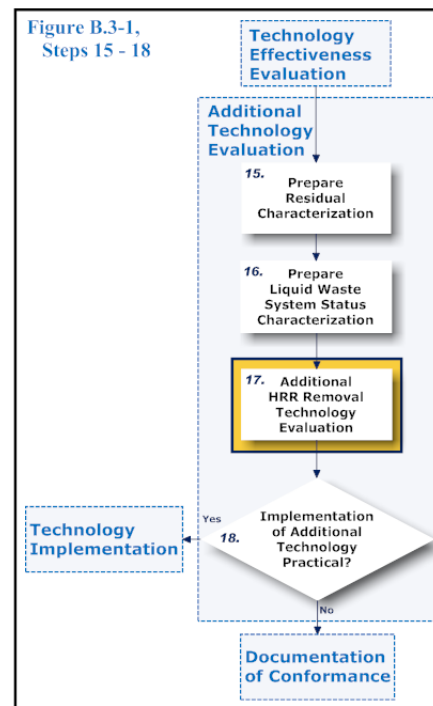 Figure B.3-1,
Steps 15 - 18
Technology
Effectiveness
Evaluation
Additional
Technology
Evaluation
15.
Prepare
Residual
Characterization
16.
Prepare
Liquid Waste
System Status
Characterization
17.
Additional
HRR Removal
Technology
Evaluation
Technology
Implementation
Yes
18.
Implementation
of Additional
Technology
Practical?
No
Documentation
of Conformance